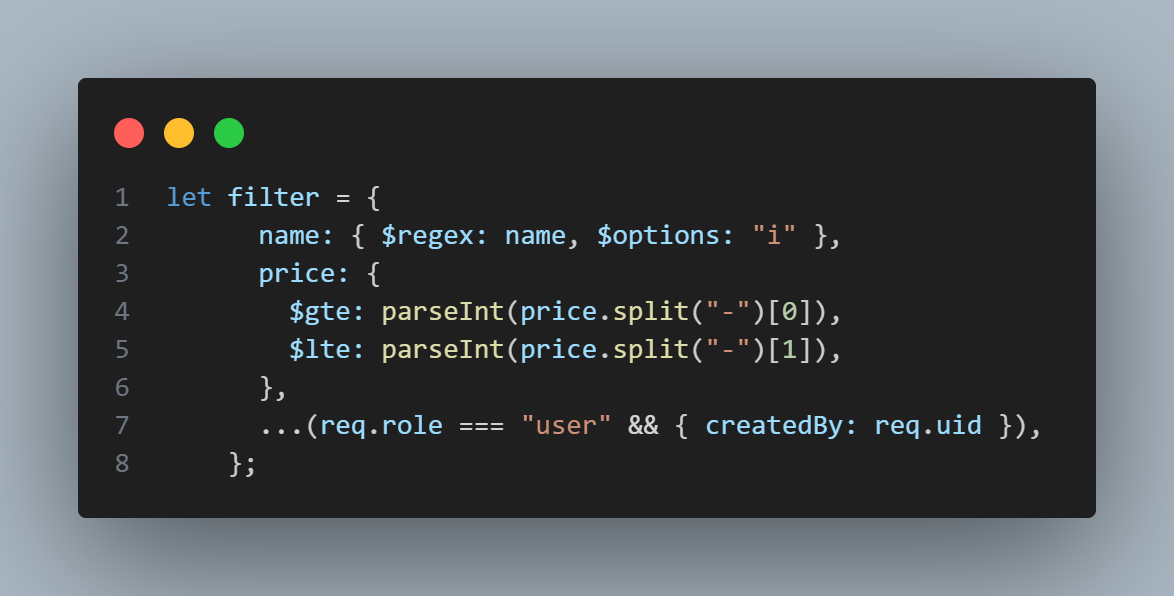 1 let filter = {
2 name: { $regex: name, $options: "i" },
3 price: {
4 $gte: parseInt(price.split("-")[0]),
5 $lte: parseInt(price.split("-")[1]),
6 },
7 ...(req.role === "user" && { createdBy: req.uid }),
8 };